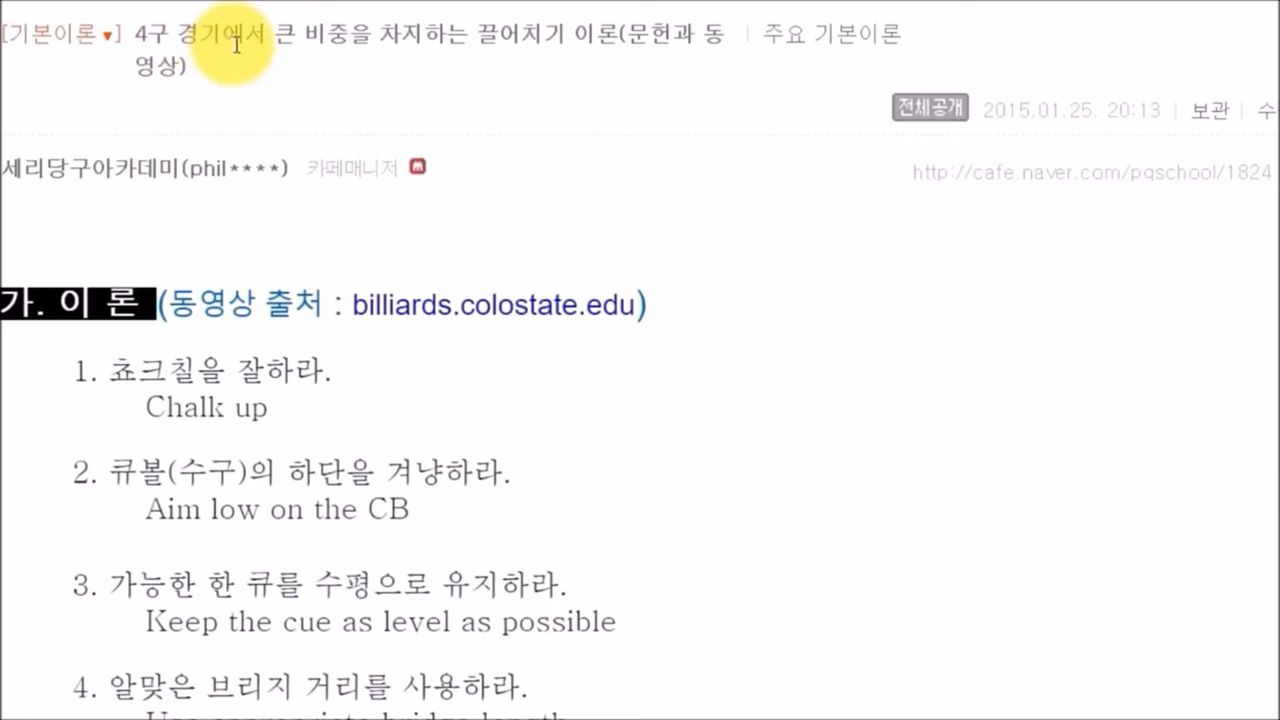 [기본이론 ▼] 4구 경기에서 큰 비중을 차지하는 끌어치기 이론(문헌과 동 | 주요 기본이론
영상)
전체공개 2015.01.25. 20:13 | 보관 | 수
세리당구아카데미(phil****) 카페매니저 M
http://cafe.naver.com/pqschool/1824
가. 이 론 (동영상 출처 : billiards.colostate.edu)
1. 쵸크칠을 잘하라.
Chalk up
2. 큐볼(수구)의 하단을 겨냥하라.
Aim low on the CB
3. 가능한 한 큐를 수평으로 유지하라.
Keep the cue as level as possible
4. 알맞은 브리지 거리를 사용하라.
Use appropriate bridge length